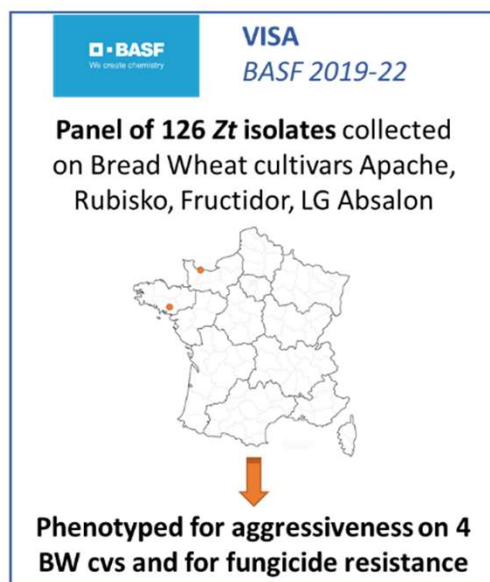 BASF
We create chemistry
VISA
BASF 2019-22
Panel of 126 Zt isolates collected
on Bread Wheat cultivars Apache,
Rubisko, Fructidor, LG Absalon
Phenotyped for aggressiveness on 4
BW cvs and for fungicide resistance